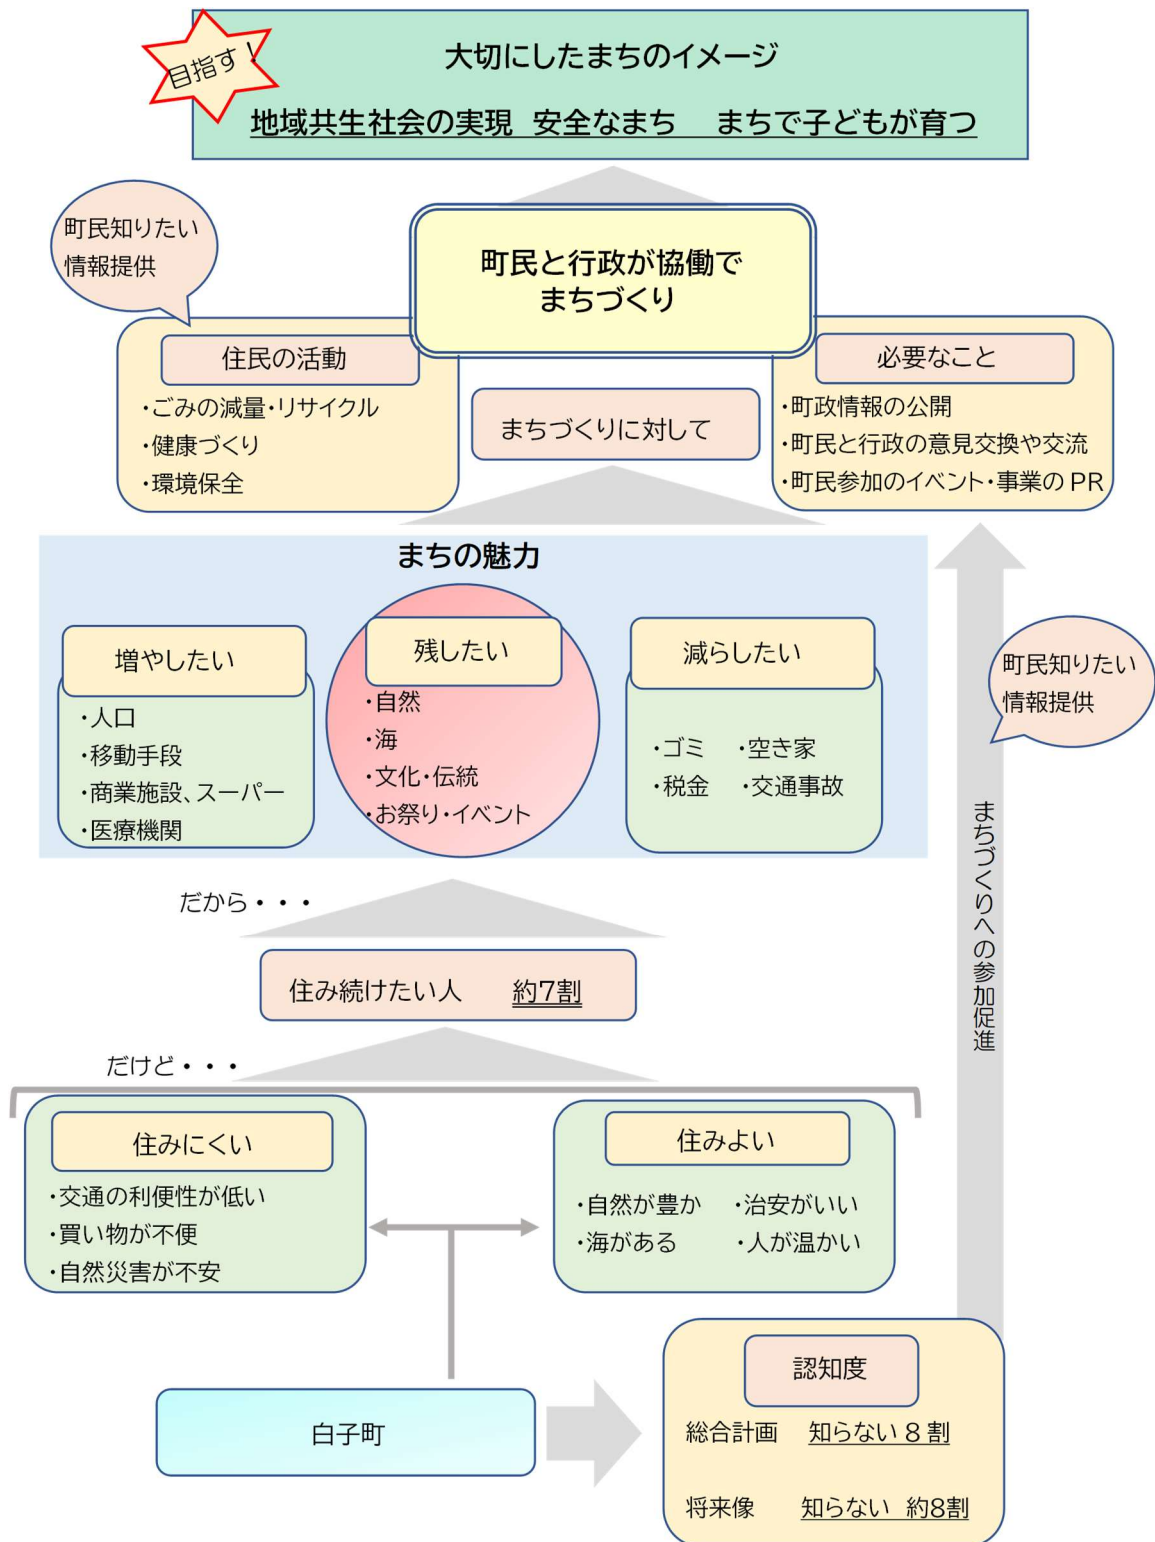 目指す!
大切にしたまちのイメージ
地域共生社会の実現 安全なまち まちで子どもが育つ
町民知りたい
情報提供
町民と行政が協働で
まちづくり
住民の活動
・ごみの減量・リサイクル
・健康づくり
・環境保全
まちづくりに対して
必要なこと
・町政情報の公開
・町民と行政の意見交換や交流
・町民参加のイベント・事業の PR
まちの魅力
増やしたい
・人口
・移動手段
・商業施設、スーパー
・医療機関
残したい
・自然
・海
・文化・伝統
・お祭り・イベント
減らしたい
・ゴミ ・空き家
・税金 ・交通事故
町民知りたい
情報提供
まちづくりへの参加促進
だから・・・
住み続けたい人 約7割
だけど・・・
住みにくい
・交通の利便性が低い
・買い物が不便
・自然災害が不安
住みよい
・自然が豊か ・治安がいい
・海がある ・人が温かい
白子町
認知度
総合計画 知らない 8 割
将来像 知らない 約8割